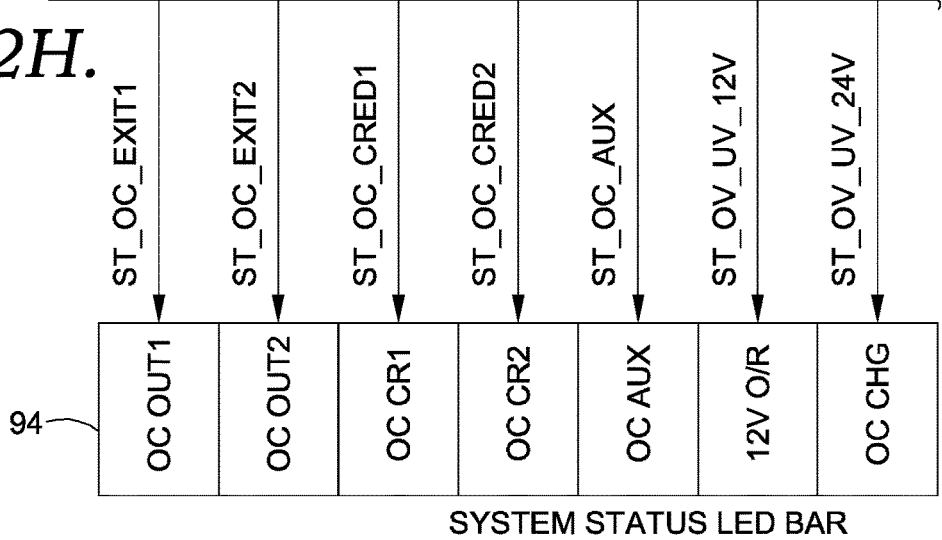 2H.
ST_OC_EXIT1
ST_OC_EXIT2
ST_OC_CRED1
ST_OC_CRED2
ST_OC_AUX
ST_OV_UV_12V
ST_OV_UV_24V
94
OC OUT1
OC OUT2
OC CR1
OC CR2
OC AUX
12V O/R
OC CHG
SYSTEM STATUS LED BAR